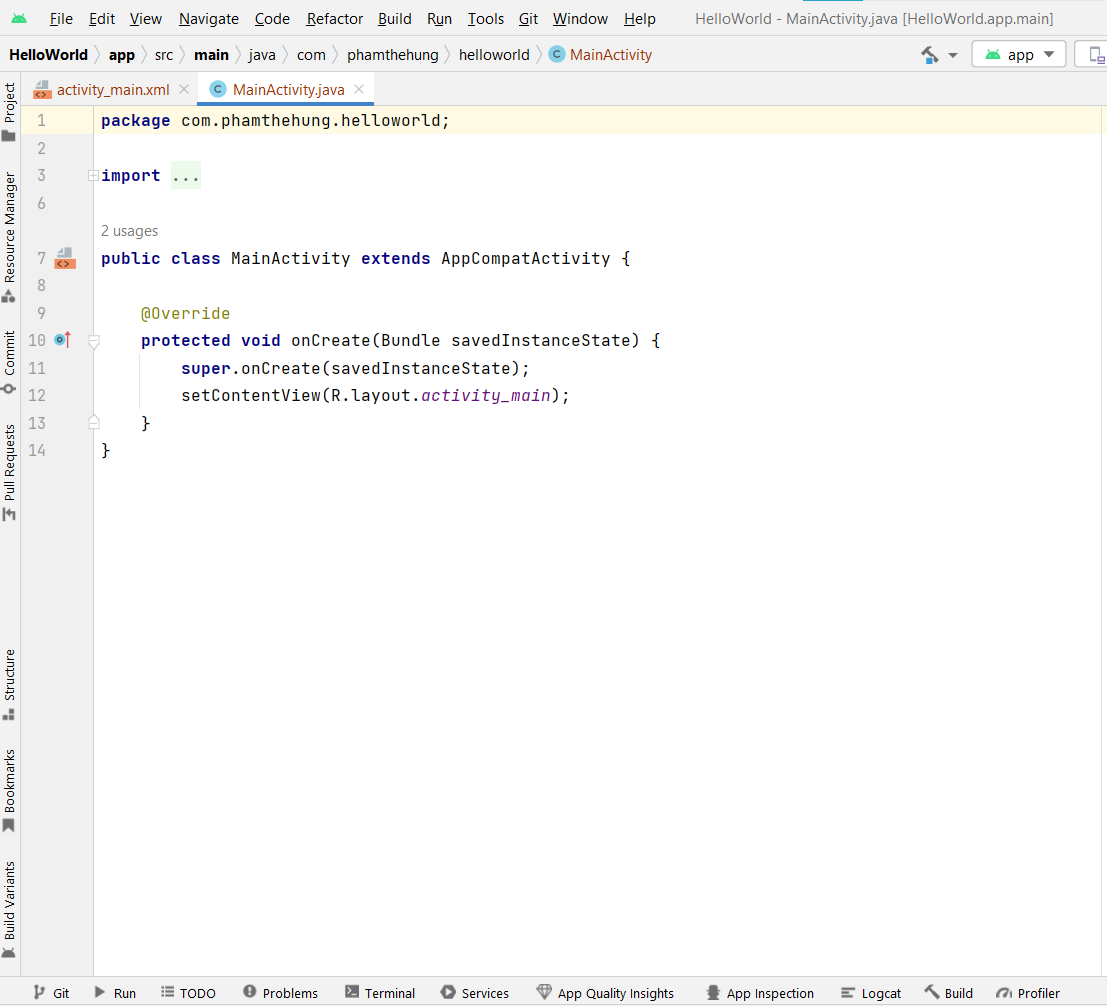 File Edit View Navigate Code Refactor Build Run Tools Git Window Help HelloWorld - MainActivity.java [HelloWorld.app.main]
HelloWorld app src main java com phamthehung helloworld C MainActivity app
activity_main.xml C MainActivity.java
Project
Resource Manager
Commit
Pull Requests
Structure
Bookmarks
Build Variants
1 package com.phamthehung.helloworld;
2
3 import ...
6
2 usages
7 public class MainActivity extends AppCompatActivity {
8
9 @Override
10 protected void onCreate(Bundle savedInstanceState) {
11 super.onCreate(savedInstanceState);
12 setContentView(R.layout.activity_main);
13 }
14 }
Git Run TODO Problems Terminal Services App Quality Insights App Inspection Logcat Build Profiler